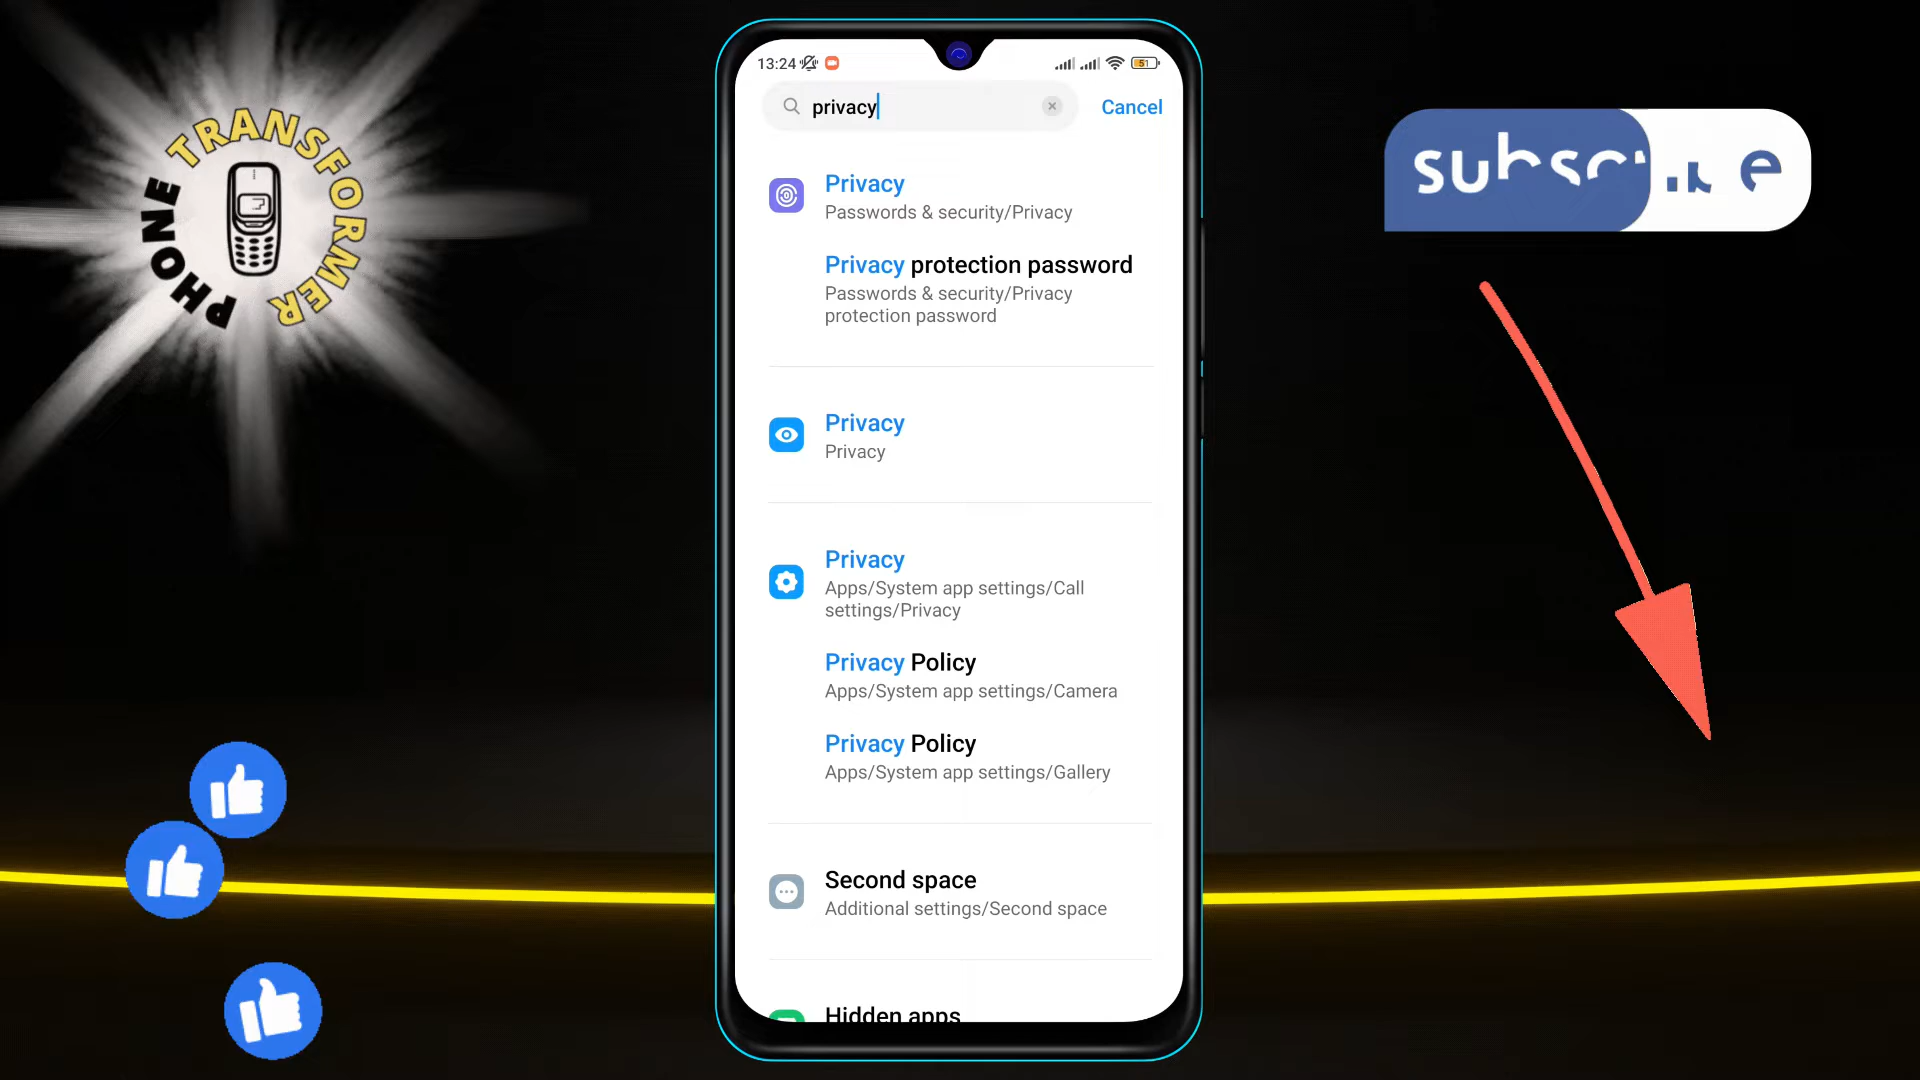 PHONE TRANSFORMER
13:24
51
privacy
Cancel
Privacy
Passwords & security/Privacy
Privacy protection password
Passwords & security/Privacy
protection password
Privacy
Privacy
Privacy
Apps/System app settings/Call
settings/Privacy
Privacy Policy
Apps/System app settings/Camera
Privacy Policy
Apps/System app settings/Gallery
Second space
Additional settings/Second space
Hidden apps